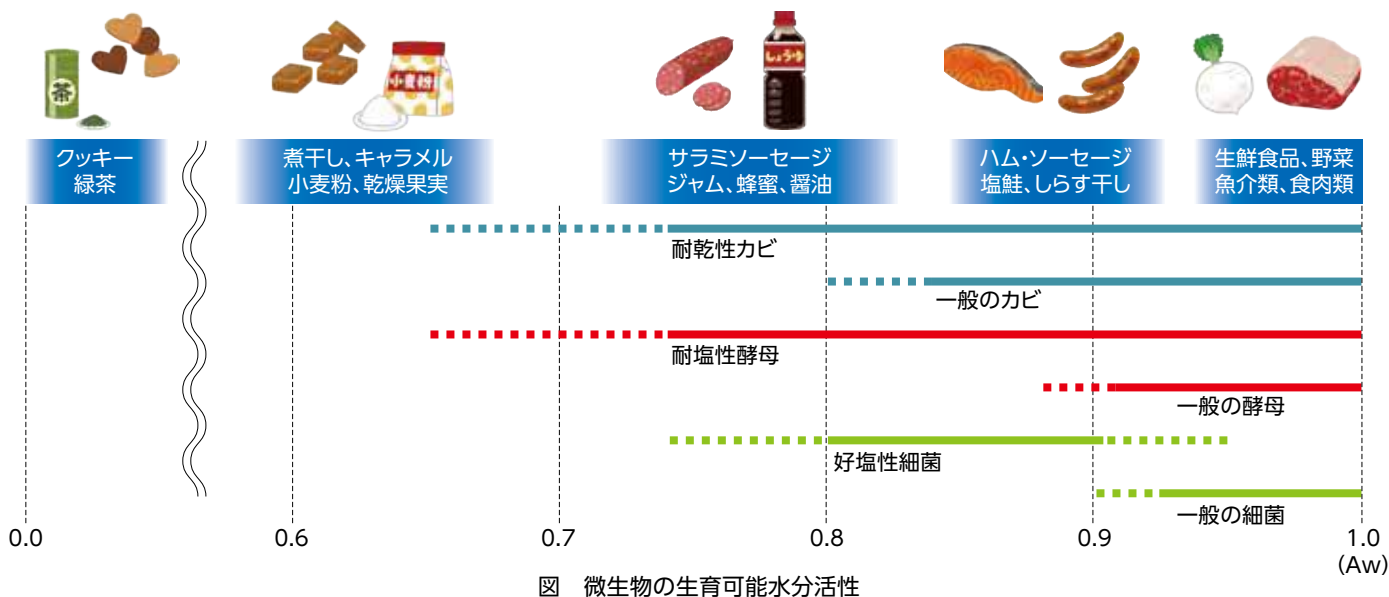 茶
小麦粉
しょうゆ
クッキー
緑茶
煮干し、キャラメル
小麦粉、乾燥果実
サラミソーセージ
ジャム、蜂蜜、醤油
ハム・ソーセージ
塩鮭、しらす干し
生鮮食品、野菜
魚介類、食肉類
耐乾性カビ
一般のカビ
耐塩性酵母
一般の酵母
好塩性細菌
一般の細菌
0.0
0.6
0.7
0.8
0.9
1.0
(Aw)
図 微生物の生育可能水分活性